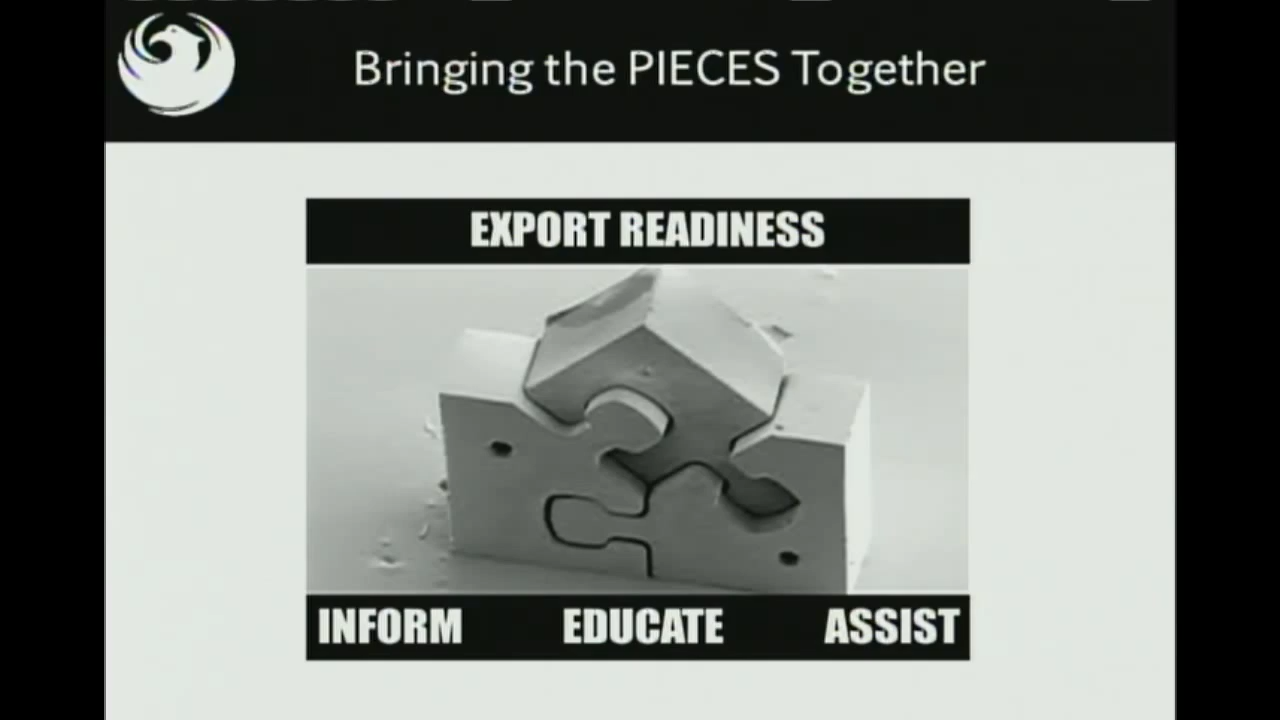 Bringing the PIECES Together
EXPORT READINESS
INFORM EDUCATE ASSIST